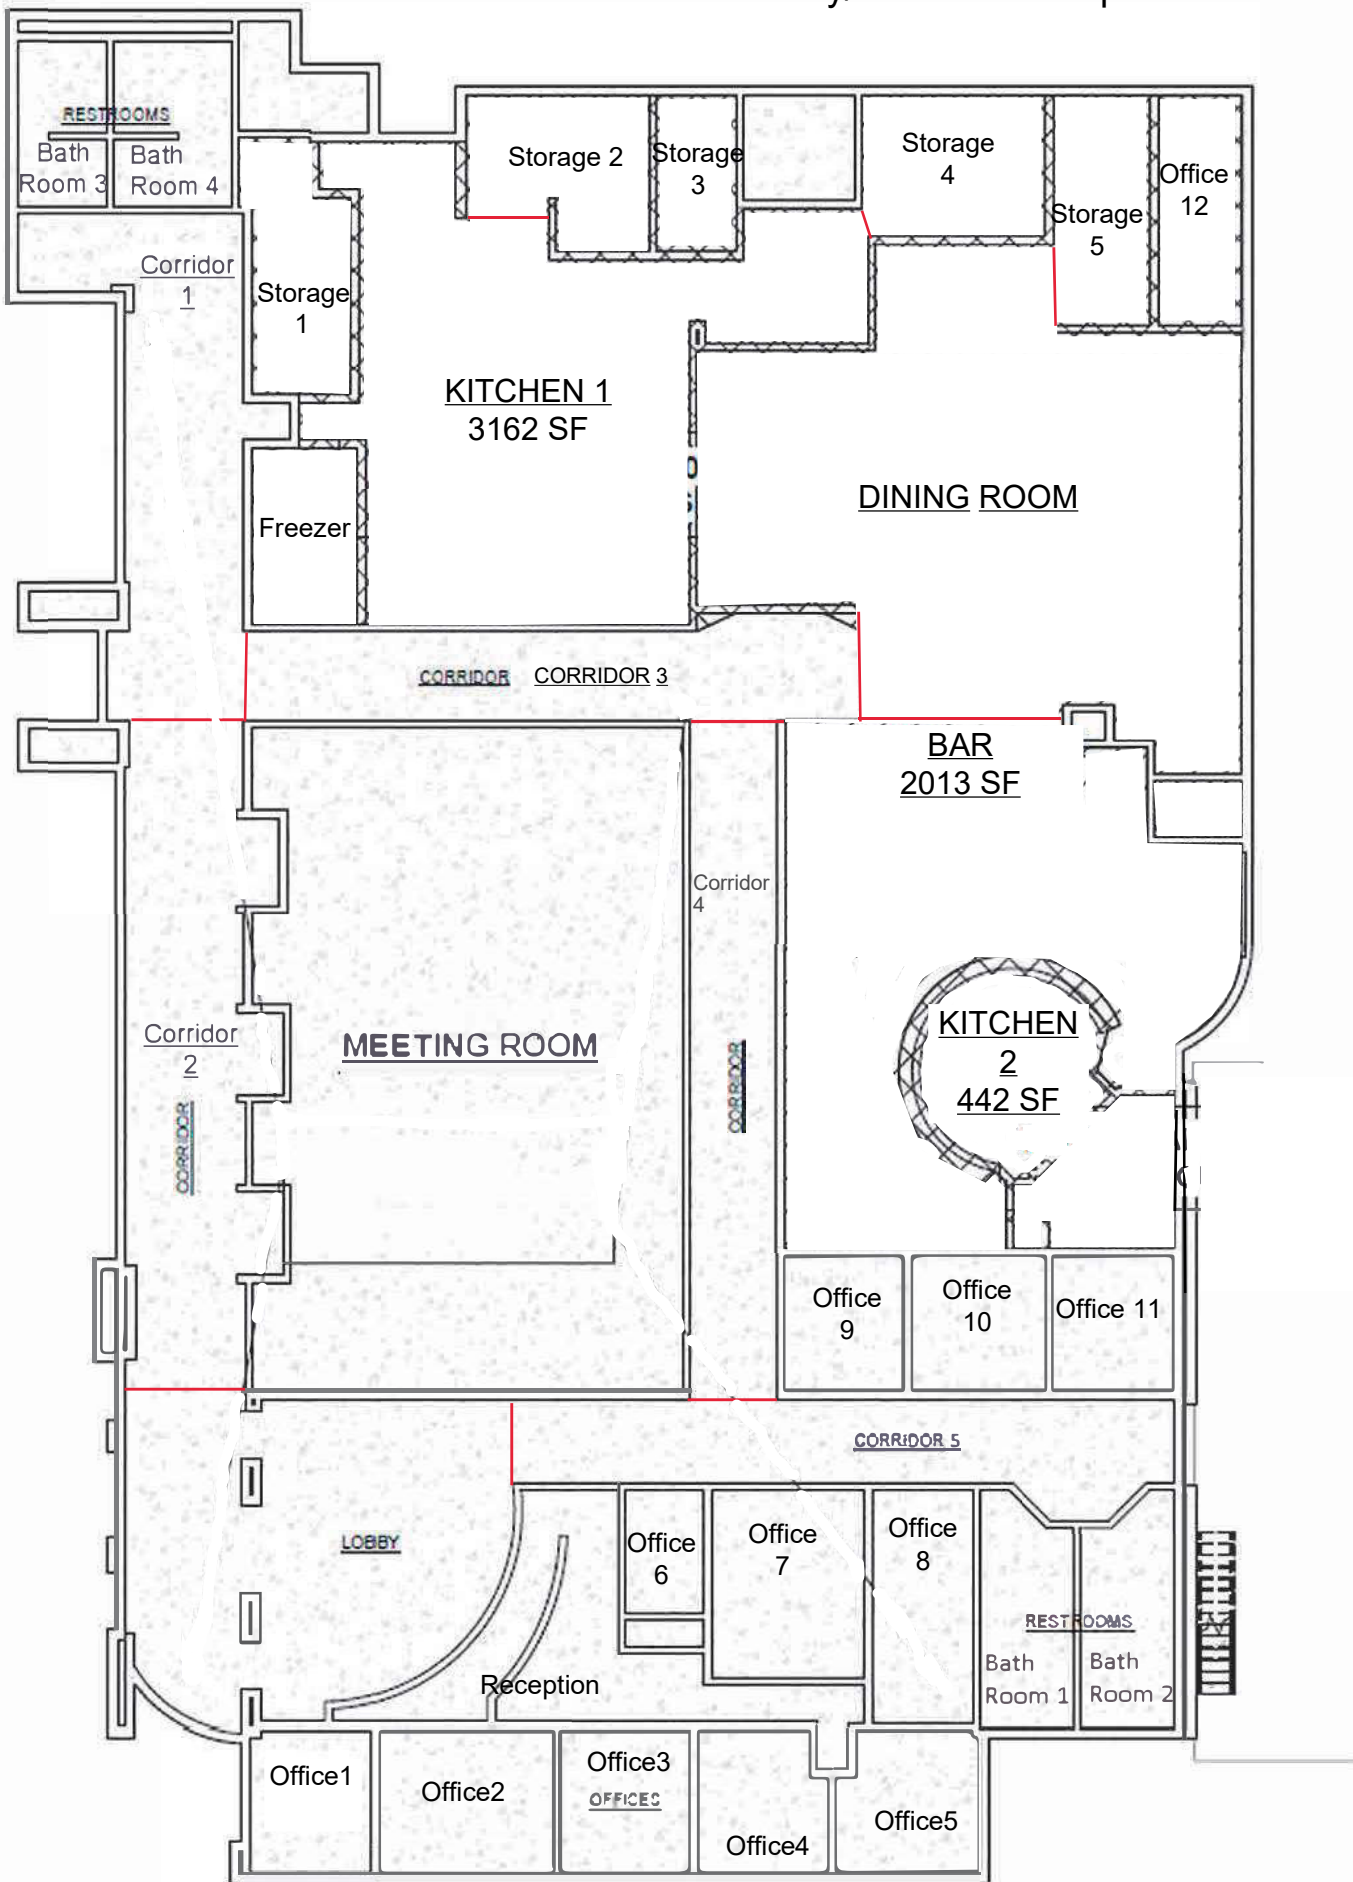 RESTROOMS
Bath
Room 3
Bath
Room 4
Storage 2
Storage
3
Storage
4
Storage
5
Office
12
Corridor
1
Storage
1
KITCHEN 1
3162 SF
DINING ROOM
Freezer
CORRIDOR
CORRIDOR 3
BAR
2013 SF
Corridor
4
Corridor
2
CORRIDOR
MEETING ROOM
CORRIDOR
KITCHEN
2
442 SF
Office
9
Office
10
Office 11
CORRIDOR 5
LOBBY
Office
6
Office
7
Office
8
RESTROOMS
Bath
Room 1
Bath
Room 2
Reception
Office1
Office2
Office3
OFFICES
Office4
Office5